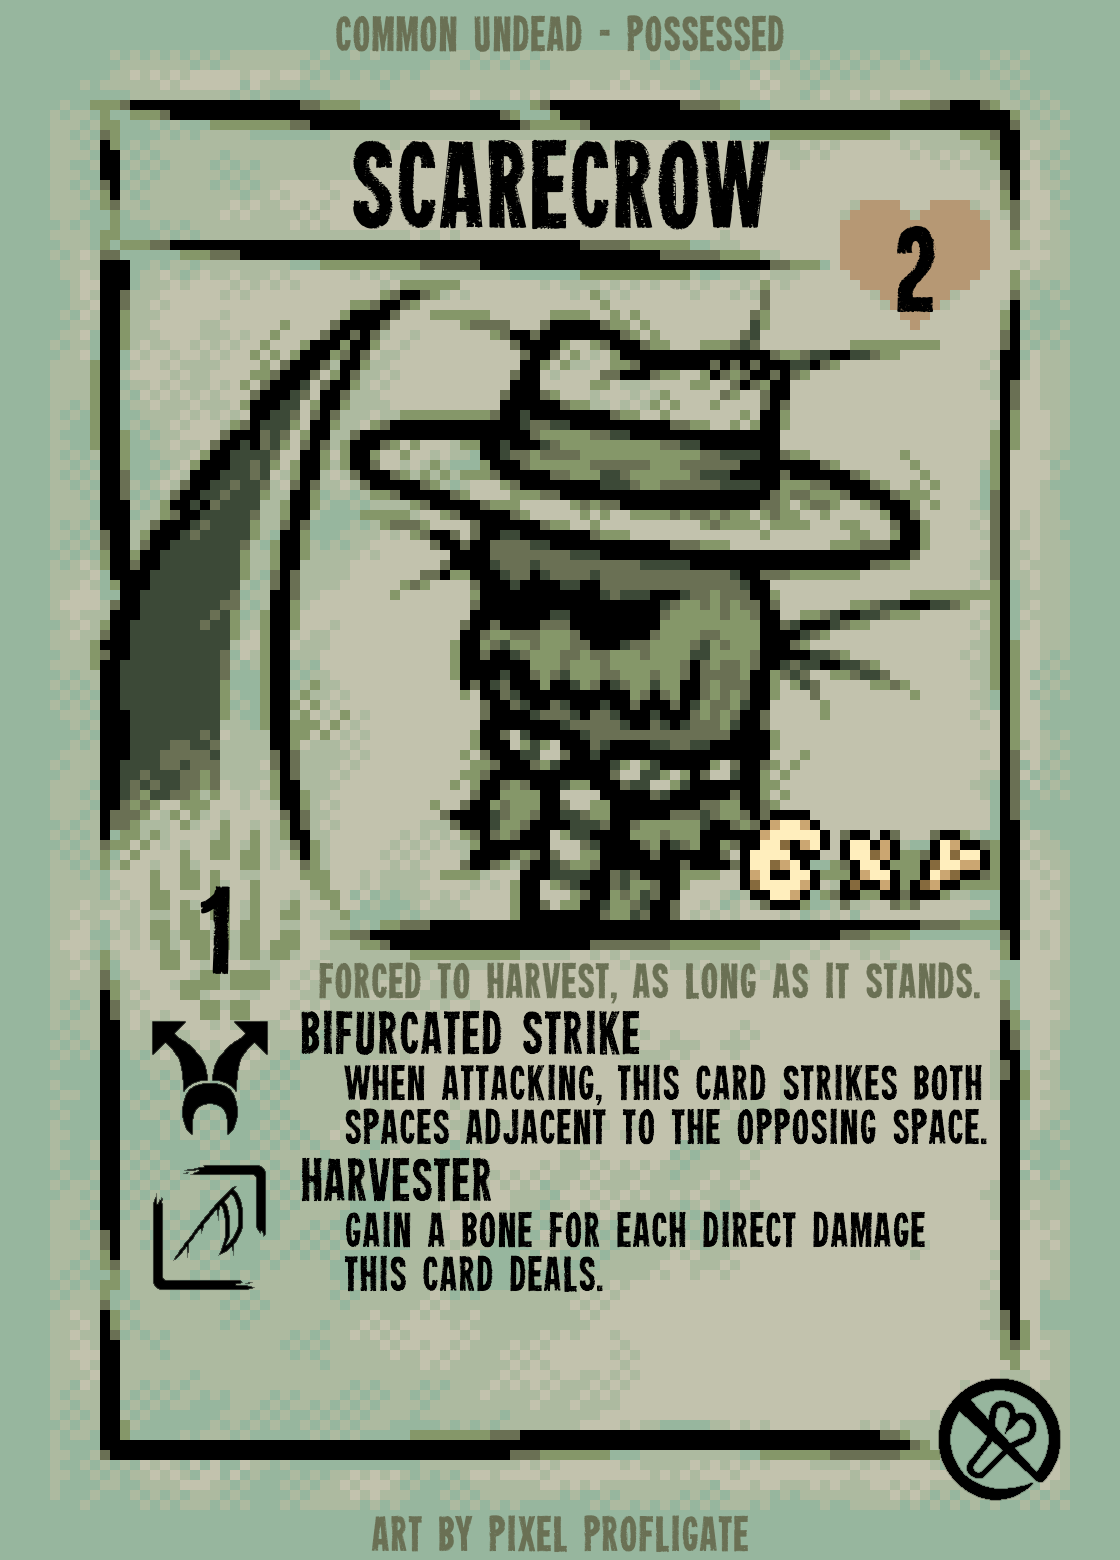 COMMON UNDEAD - POSSESSED
SCARECROW
2
6 x
1
FORCED TO HARVEST, AS LONG AS IT STANDS.
BIFURCATED STRIKE
WHEN ATTACKING, THIS CARD STRIKES BOTH
SPACES ADJACENT TO THE OPPOSING SPACE.
HARVESTER
GAIN A BONE FOR EACH DIRECT DAMAGE
THIS CARD DEALS.
ART BY PIXEL PROFLIGATE